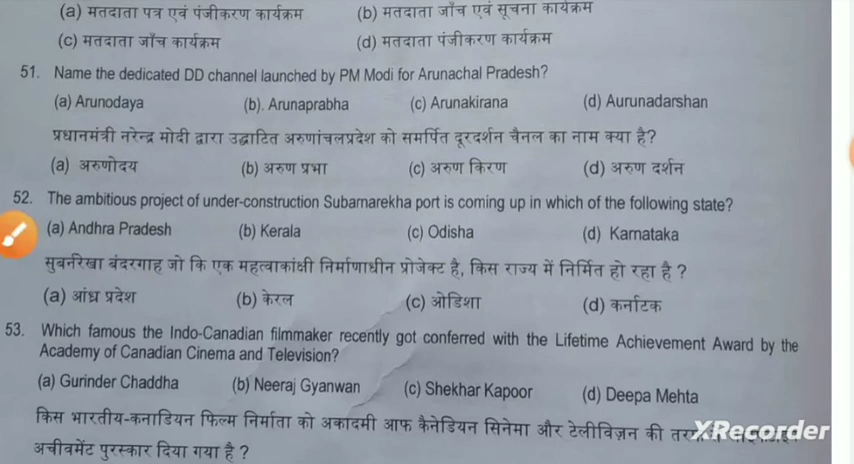 (a) मतदाता पत्र एवं पंजीकरण कार्यक्रम (b) मतदाता जाँच एवं सूचना कार्यक्रम
(c) मतदाता जाँच कार्यक्रम (d) मतदाता पंजीकरण कार्यक्रम
51. Name the dedicated DD channel launched by PM Modi for Arunachal Pradesh?
(a) Arunodaya (b). Arunaprabha (c) Arunakirana (d) Aurunadarshan
प्रधानमंत्री नरेन्द्र मोदी द्वारा उद्घाटित अरुणांचलप्रदेश को समर्पित दूरदर्शन चैनल का नाम क्या है?
(a) अरुणोदय (b) अरुण प्रभा (c) अरुण किरण (d) अरुण दर्शन
52. The ambitious project of under-construction Subarnarekha port is coming up in which of the following state?
(a) Andhra Pradesh (b) Kerala (c) Odisha (d) Karnataka
सुबर्नरेखा बंदरगाह जो कि एक महत्वाकांक्षी निर्माणाधीन प्रोजेक्ट है, किस राज्य में निर्मित हो रहा है ?
(a) आंध्र प्रदेश (b) केरल (c) ओडिशा (d) कर्नाटक
53. Which famous the Indo-Canadian filmmaker recently got conferred with the Lifetime Achievement Award by the
Academy of Canadian Cinema and Television?
(a) Gurinder Chaddha (b) Neeraj Gyanwan (c) Shekhar Kapoor (d) Deepa Mehta
किस भारतीय-कनाडियन फिल्म निर्माता को अकादमी आफ कैनेडियन सिनेमा और टेलीविज़न की
XRecorder
अचीवमेंट पुरस्कार दिया गया है ?